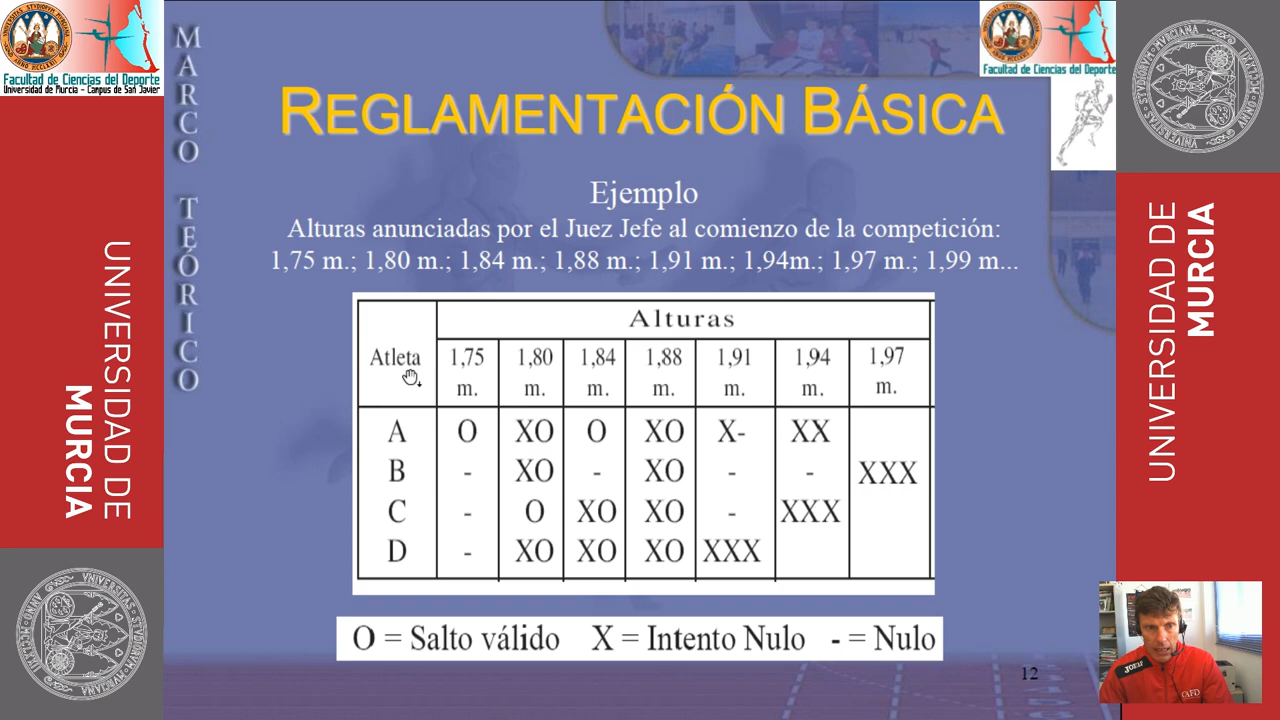 Facultad de Ciencias del Deporte
Universidad de Murcia - Campus de San Javier
UNIVERSIDAD DE
MURCIA
MARCO TEÓRICO
REGLAMENTACIÓN BÁSICA
Ejemplo
Alturas anunciadas por el Juez Jefe al comienzo de la competición:
1,75 m.; 1,80 m.; 1,84 m.; 1,88 m.; 1,91 m.; 1,94m.; 1,97 m.; 1,99 m...
Alturas
Atleta 1,75 m. 1,80 m. 1,84 m. 1,88 m. 1,91 m. 1,94 m. 1,97 m.
A O XO O XO X- XX
B - XO - XO - - XXX
C - O XO XO - XXX
D - XO XO XO XXX
O = Salto válido X = Intento Nulo - = Nulo
12
Facultad de Ciencias del Deporte
UNIVERSIDAD DE
MURCIA